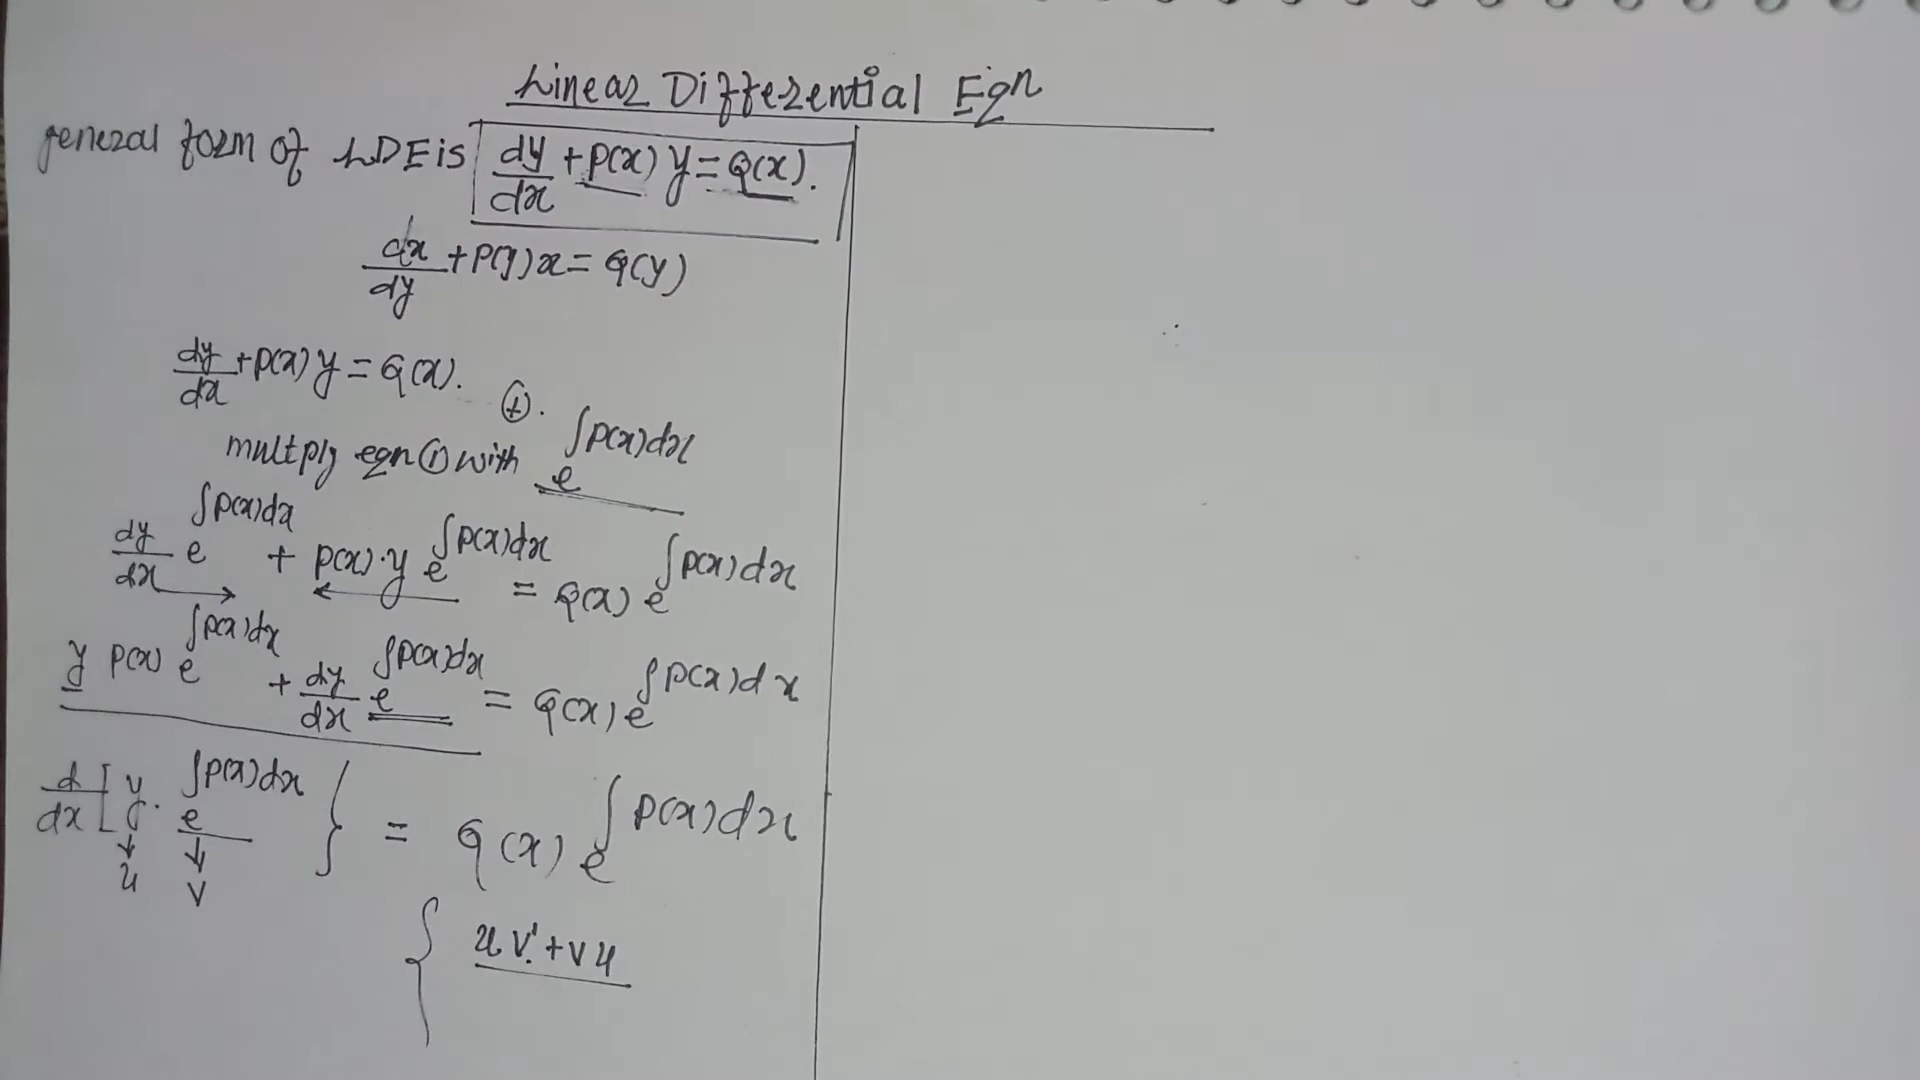 Linear Differential Eqn
general form of LDE is dy/dx + P(x) y = Q(x).
dx/dy + P(y) x = Q(y)
dy/dx + P(x) y = Q(x). ①.
multply eqn ① with e^∫P(x)dx
dy/dx e^∫P(x)dx + P(x)·y e^∫P(x)dx = Q(x) e^∫P(x)dx
y P(x) e^∫P(x)dx + dy/dx e^∫P(x)dx = Q(x) e^∫P(x)dx
d/dx [y. e^∫P(x)dx } = Q(x) e^∫P(x)dx
↓ ↓
u v
{ uv' + vu